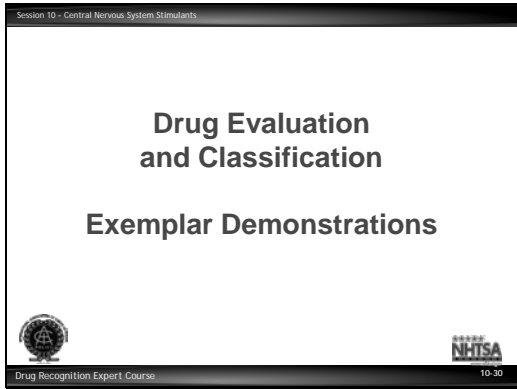 Session 10 – Central Nervous System Stimulants
Drug Evaluation
and Classification
Exemplar Demonstrations
NHTSA
Drug Recognition Expert Course
10-30